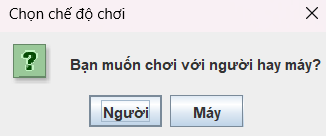 Chọn chế độ chơi
Bạn muốn chơi với người hay máy?
Người
Máy